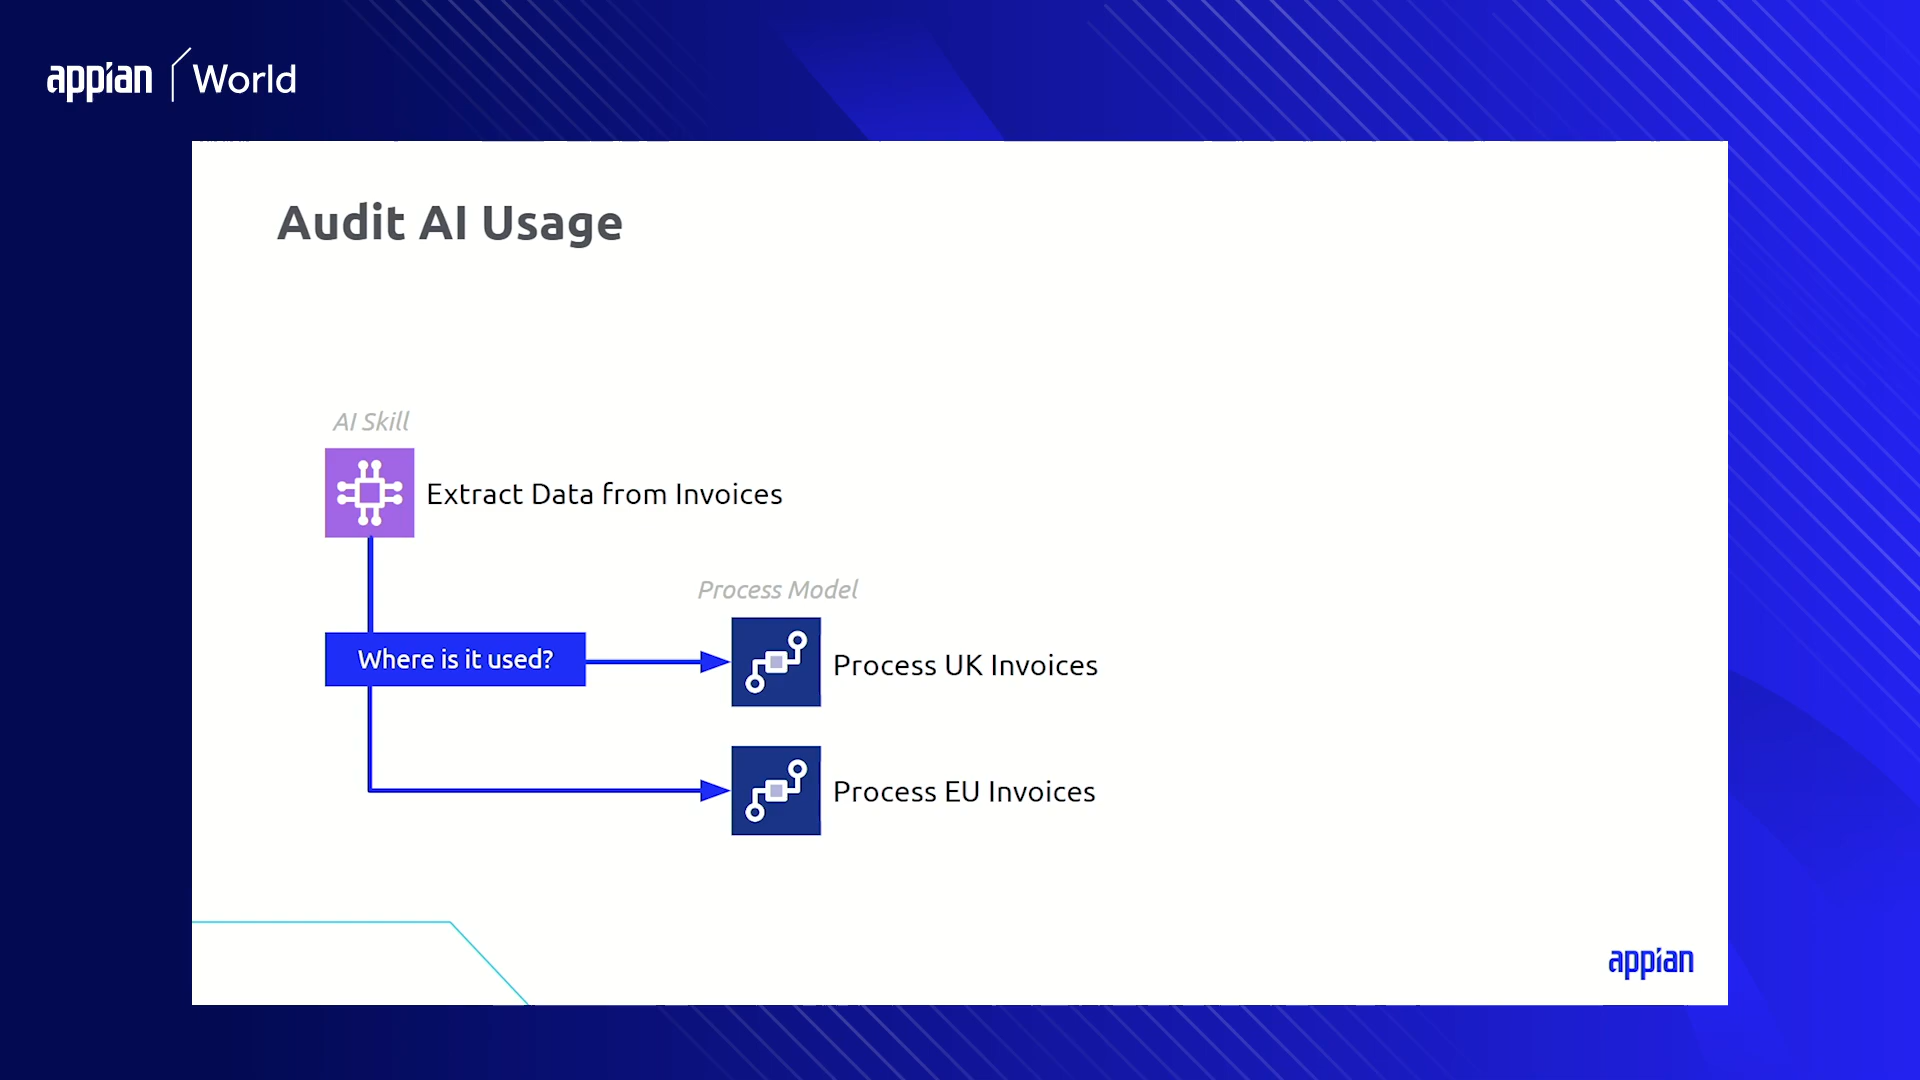 appian World
Audit AI Usage
AI Skill
Extract Data from Invoices
Process Model
Where is it used?
Process UK Invoices
Process EU Invoices
appian